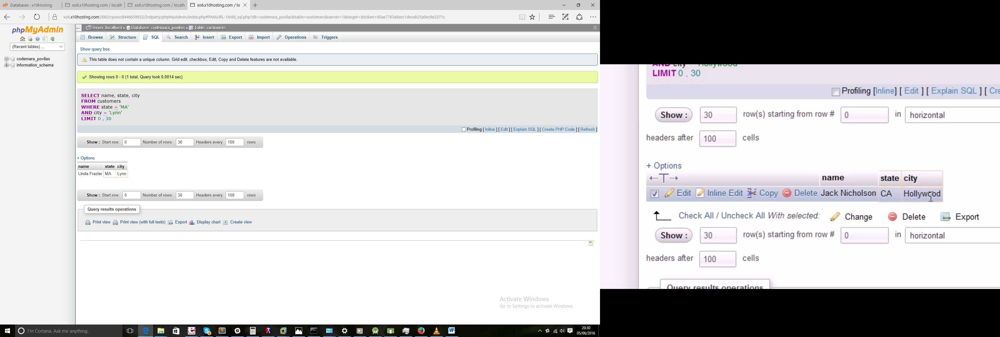 Databases - x10Hosting
xo6.x10hosting.com / localh
xo6.x10hosting.com / localh
xo6.x10hosting.com / lo
xo6.x10hosting.com:2083/cpsess9446659933/3rdparty/phpMyAdmin/index.php#PMAURL-14:tbl_sql.php?db=codemara_povilas&table=customers&server=1&target=&token=60ae7763a8acc1decab25a9ec9e2371c
phpMyAdmin
(Recent tables) ...
codemara_povilas
information_schema
Server: localhost » Database: codemara_povilas » Table: customers
Browse Structure SQL Search Insert Export Import Operations Triggers
Show query box
This table does not contain a unique column. Grid edit, checkbox, Edit, Copy and Delete features are not available.
Showing rows 0 - 0 (1 total, Query took 0.0014 sec)
SELECT name, state, city
FROM customers
WHERE state = 'MA'
AND city = 'Lynn'
LIMIT 0 , 30
Profiling [ Inline ] [ Edit ] [ Explain SQL ] [ Create PHP Code ] [ Refresh ]
Show : Start row: 0 Number of rows: 30 Headers every 100 rows
+ Options
name state city
Linda Frazier MA Lynn
Show : Start row: 0 Number of rows: 30 Headers every 100 rows
Query results operations
Print view Print view (with full texts) Export Display chart Create view
Activate Windows
Go to Settings to activate Windows.
I'm Cortana. Ask me anything.
20:30
05/06/2016
AND city = 'Hollywood'
LIMIT 0 , 30
Profiling [Inline] [ Edit ] [ Explain SQL ] [ Cre
Show : 30 row(s) starting from row # 0 in horizontal
headers after 100 cells
+ Options
←T→ name state city
Edit Inline Edit Copy Delete Jack Nicholson CA Hollywood
Check All / Uncheck All With selected: Change Delete Export
Show : 30 row(s) starting from row # 0 in horizontal
headers after 100 cells
Query results operations